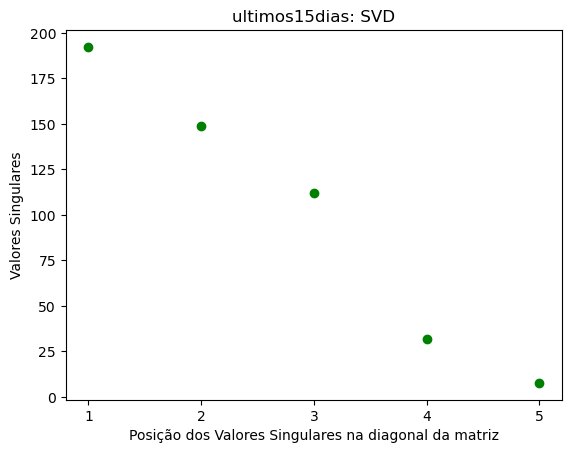 ultimos15dias: SVD
200
175
150
125
100
75
50
25
0
Valores Singulares
1 2 3 4 5
Posição dos Valores Singulares na diagonal da matriz